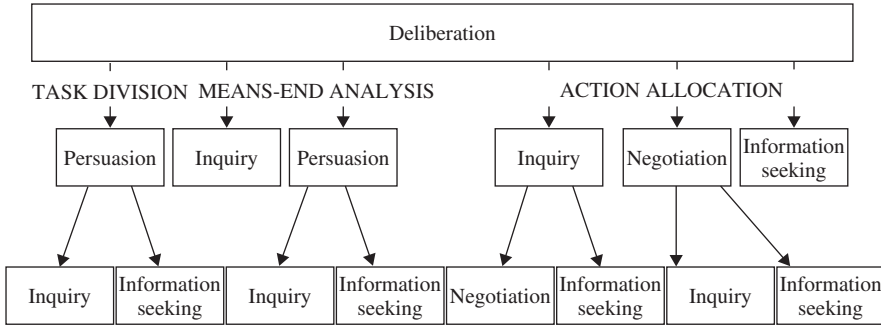 Deliberation
TASK DIVISION MEANS-END ANALYSIS ACTION ALLOCATION
Persuasion Inquiry Persuasion Inquiry Negotiation Information
seeking
Inquiry Information
seeking
Inquiry Information
seeking
Negotiation Information
seeking
Inquiry Information
seeking